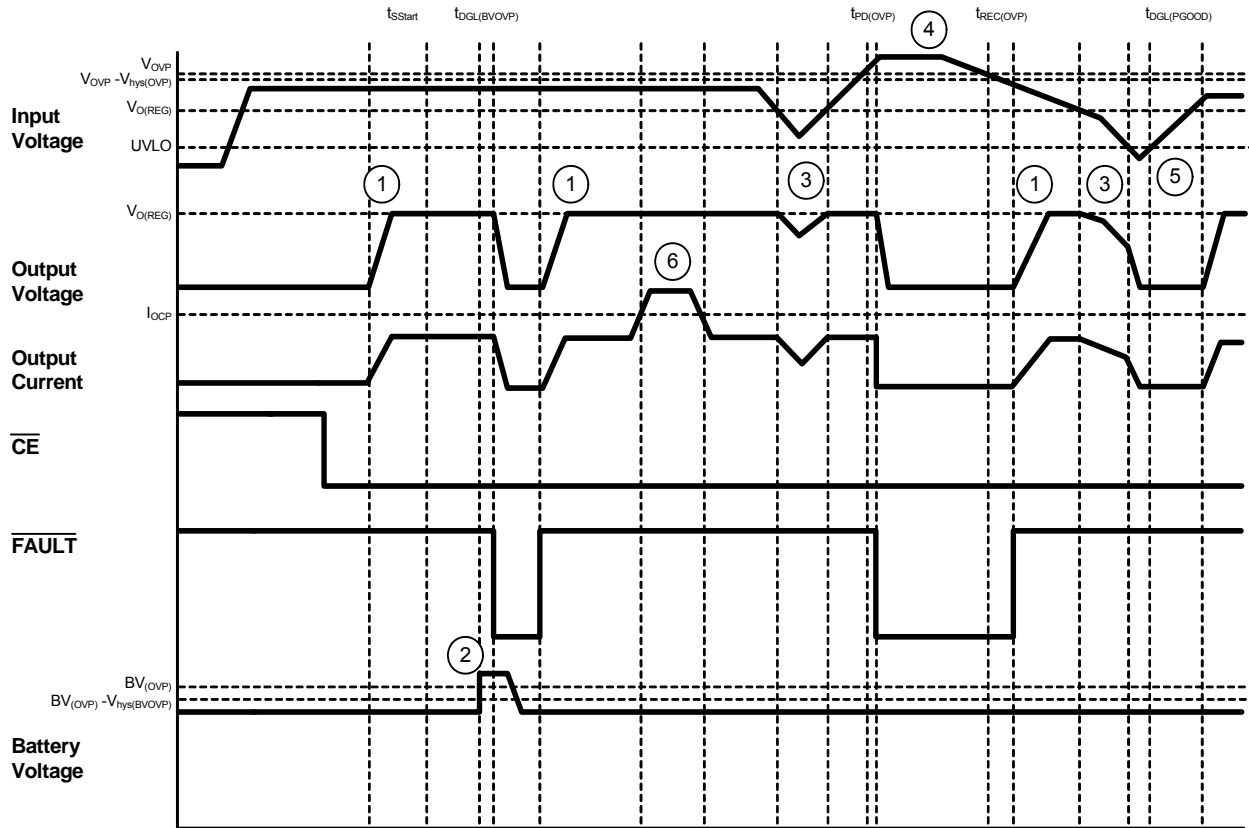 tSStart tDGL(BVOVP) tPD(OVP) tREC(OVP) tDGL(PGOOD)
4
VOVP
VOVP -Vhys(OVP)
VO(REG)
Input
Voltage
UVLO
1 1 3 1 3 5
VO(REG)
Output
Voltage
6
IOCP
Output
Current
CE
FAULT
2
BV(OVP)
BV(OVP) -Vhys(BVOVP)
Battery
Voltage